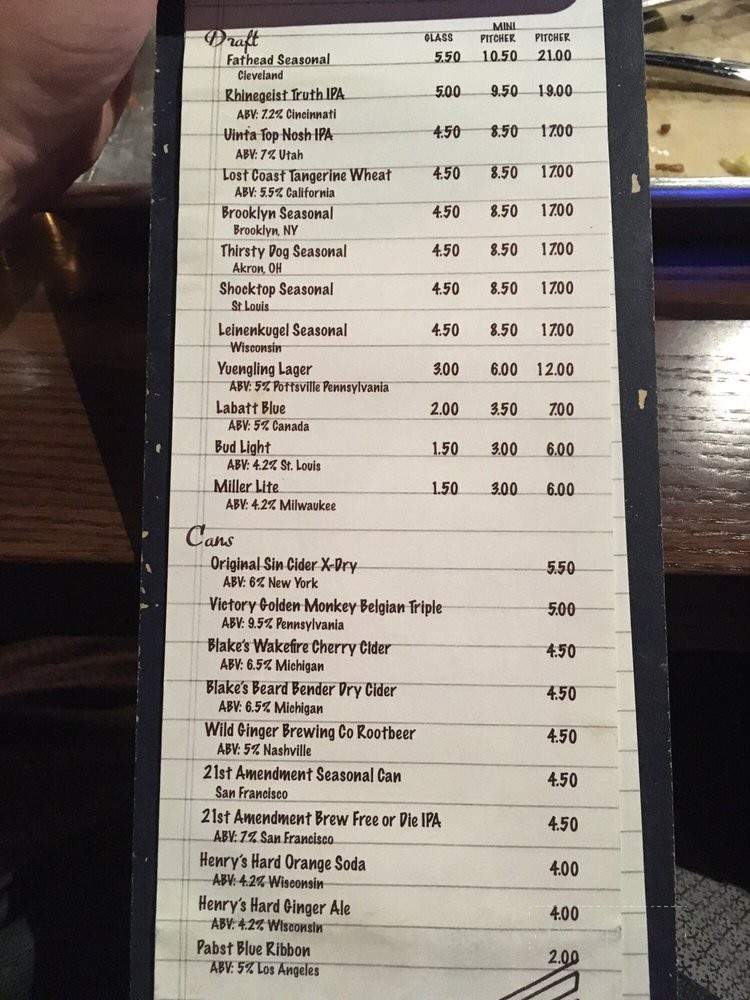 Draft GLASS MINI PITCHER PITCHER
Fathead Seasonal 5.50 10.50 21.00
Cleveland
Rhinegeist Truth IPA 5.00 9.50 19.00
ABV: 7.2% Cincinnati
Uinta Top Nosh IPA 4.50 8.50 17.00
ABV: 7% Utah
Lost Coast Tangerine Wheat 4.50 8.50 17.00
ABV: 5.5% California
Brooklyn Seasonal 4.50 8.50 17.00
Brooklyn, NY
Thirsty Dog Seasonal 4.50 8.50 17.00
Akron, OH
Shocktop Seasonal 4.50 8.50 17.00
St Louis
Leinenkugel Seasonal 4.50 8.50 17.00
Wisconsin
Yuengling Lager 3.00 6.00 12.00
ABV: 5% Pottsville Pennsylvania
Labatt Blue 2.00 3.50 7.00
ABV: 5% Canada
Bud Light 1.50 3.00 6.00
ABV: 4.2% St. Louis
Miller Lite 1.50 3.00 6.00
ABV: 4.2% Milwaukee
Cans
Original Sin Cider X-Dry 5.50
ABV: 6% New York
Victory Golden Monkey Belgian Triple 5.00
ABV: 9.5% Pennsylvania
Blake's Wakefire Cherry Cider 4.50
ABV: 6.5% Michigan
Blake's Beard Bender Dry Cider 4.50
ABV: 6.5% Michigan
Wild Ginger Brewing Co Rootbeer 4.50
ABV: 5% Nashville
21st Amendment Seasonal Can 4.50
San Francisco
21st Amendment Brew Free or Die IPA 4.50
ABV: 7% San Francisco
Henry's Hard Orange Soda 4.00
ABV: 4.2% Wisconsin
Henry's Hard Ginger Ale 4.00
ABV: 4.2% Wisconsin
Pabst Blue Ribbon 2.00
ABV: 5% Los Angeles